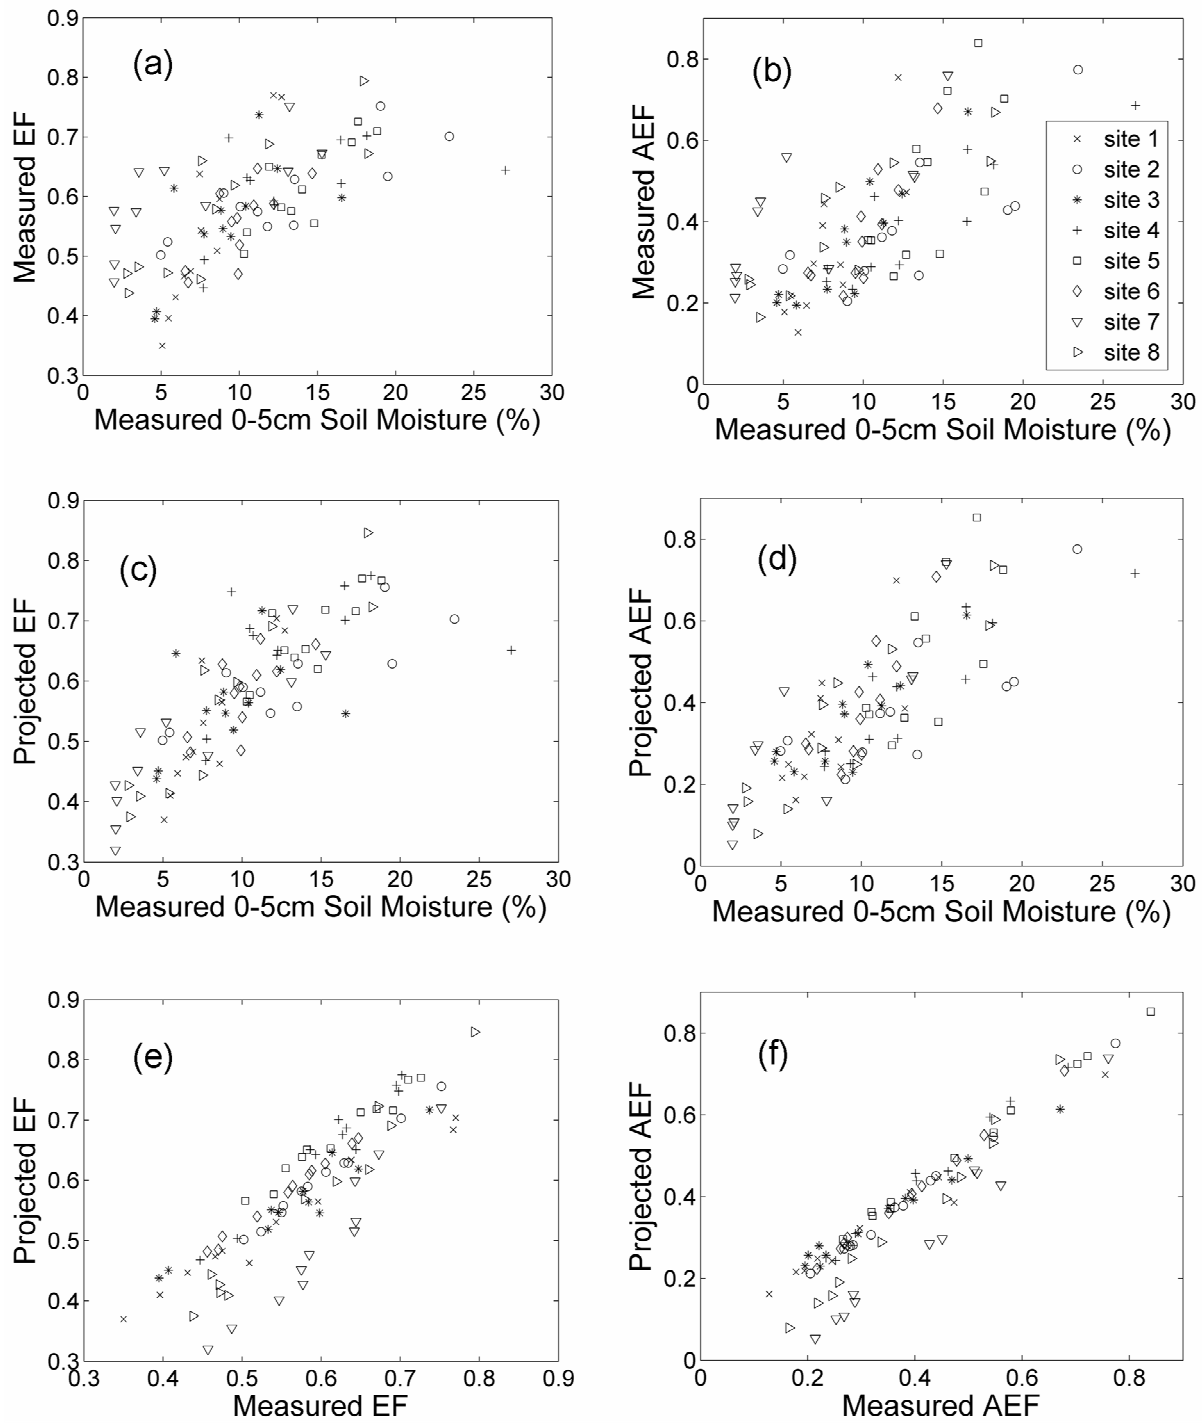 (a)
0.9
0.8
0.7
0.6
0.5
0.4
0.3
Measured EF
0 5 10 15 20 25 30
Measured 0-5cm Soil Moisture (%)
(b)
0.8
0.6
0.4
0.2
0
Measured AEF
site 1
site 2
site 3
site 4
site 5
site 6
site 7
site 8
0 5 10 15 20 25 30
Measured 0-5cm Soil Moisture (%)
(c)
0.9
0.8
0.7
0.6
0.5
0.4
0.3
Projected EF
0 5 10 15 20 25 30
Measured 0-5cm Soil Moisture (%)
(d)
0.8
0.6
0.4
0.2
0
Projected AEF
0 5 10 15 20 25 30
Measured 0-5cm Soil Moisture (%)
(e)
0.9
0.8
0.7
0.6
0.5
0.4
0.3
Projected EF
0.3 0.4 0.5 0.6 0.7 0.8 0.9
Measured EF
(f)
0.8
0.6
0.4
0.2
0
Projected AEF
0 0.2 0.4 0.6 0.8
Measured AEF